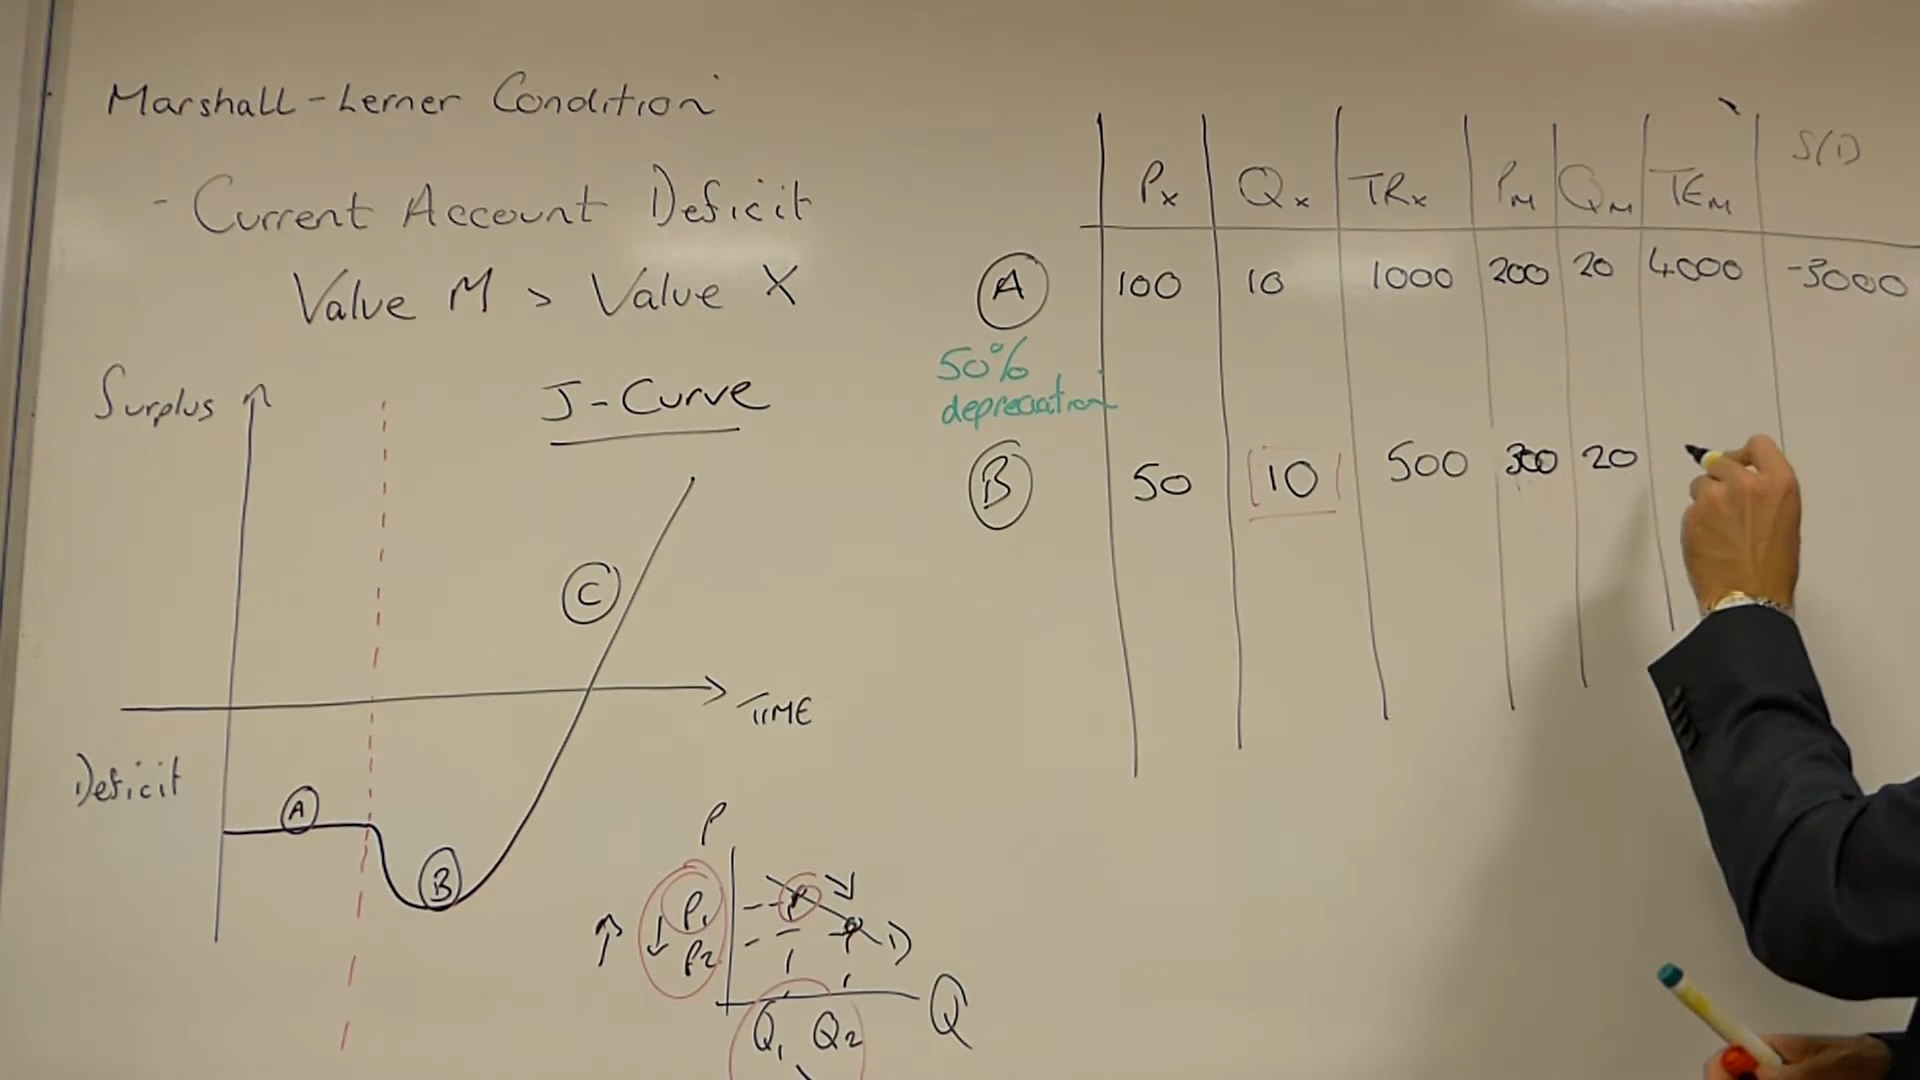 Marshall-Lerner Condition
- Current Account Deficit
Value M > Value X
Surplus
J-Curve
C
TIME
Deficit
A
B
P
P1
P2
D
Q1 Q2 Q
Px Qx TRx PM QM TEM S(D)
A 100 10 1000 200 20 4000 -3000
50%
depreciation
B 50 10 500 300 20